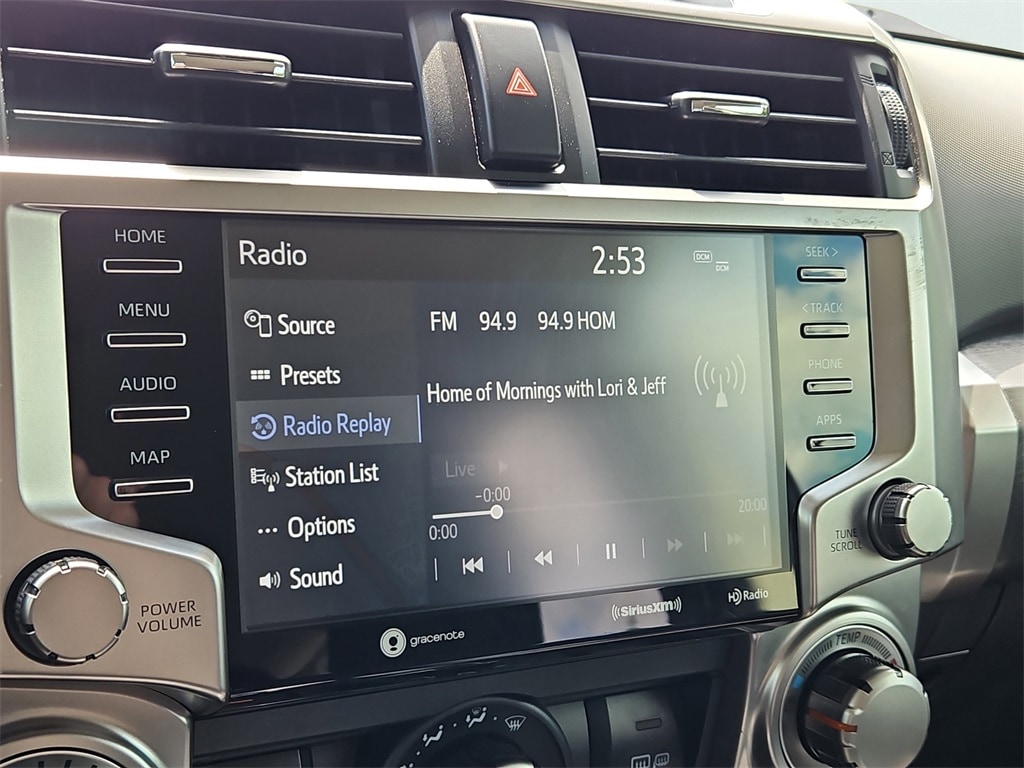 HOME
MENU
AUDIO
MAP
POWER
VOLUME
Radio
2:53
DCM
DCM
Source
Presets
Radio Replay
Station List
Options
Sound
FM 94.9 94.9 HOM
Home of Mornings with Lori & Jeff
Live
-0:00
0:00
20:00
gracenote
SiriusXM
HD Radio
SEEK >
< TRACK
PHONE
APPS
TUNE
SCROLL
TEMP